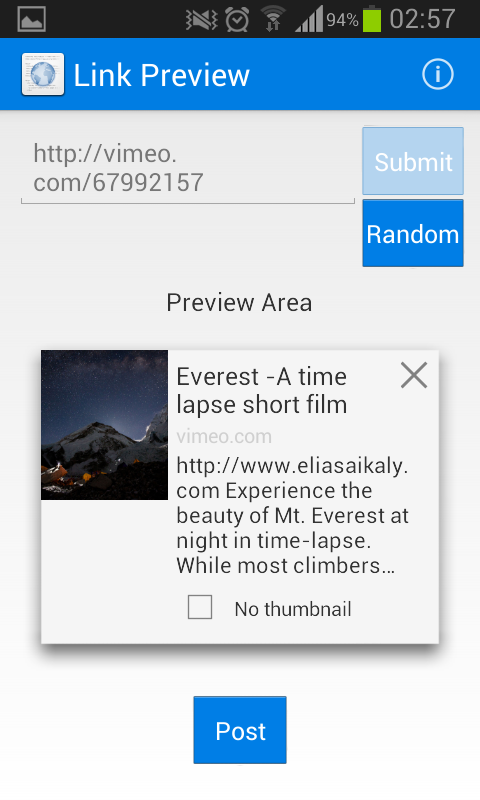 94% 02:57
Link Preview
http://vimeo.
com/67992157
Submit
Random
Preview Area
Everest -A time
lapse short film
vimeo.com
http://www.eliasaikaly.
com Experience the
beauty of Mt. Everest at
night in time-lapse.
While most climbers...
No thumbnail
Post